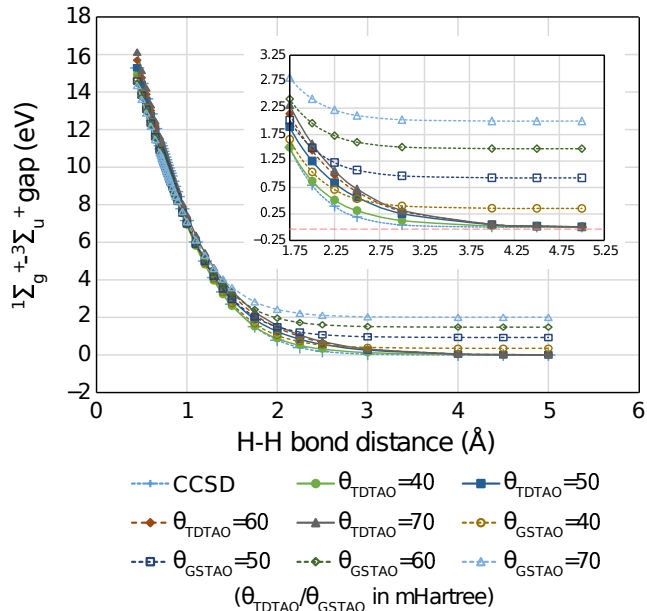 18
16
14
12
10
8
6
4
2
0
−2
¹Σg⁺-³Σu⁺ gap (eV)
3.75
3.25
2.75
2.25
1.75
1.25
0.75
0.25
-0.25
1.75 2.25 2.75 3.25 3.75 4.25 4.75 5.25
0 1 2 3 4 5 6
H-H bond distance (Å)
CCSD θTDTAO=40 θTDTAO=50
θTDTAO=60 θTDTAO=70 θGSTAO=40
θGSTAO=50 θGSTAO=60 θGSTAO=70
(θTDTAO/θGSTAO in mHartree)